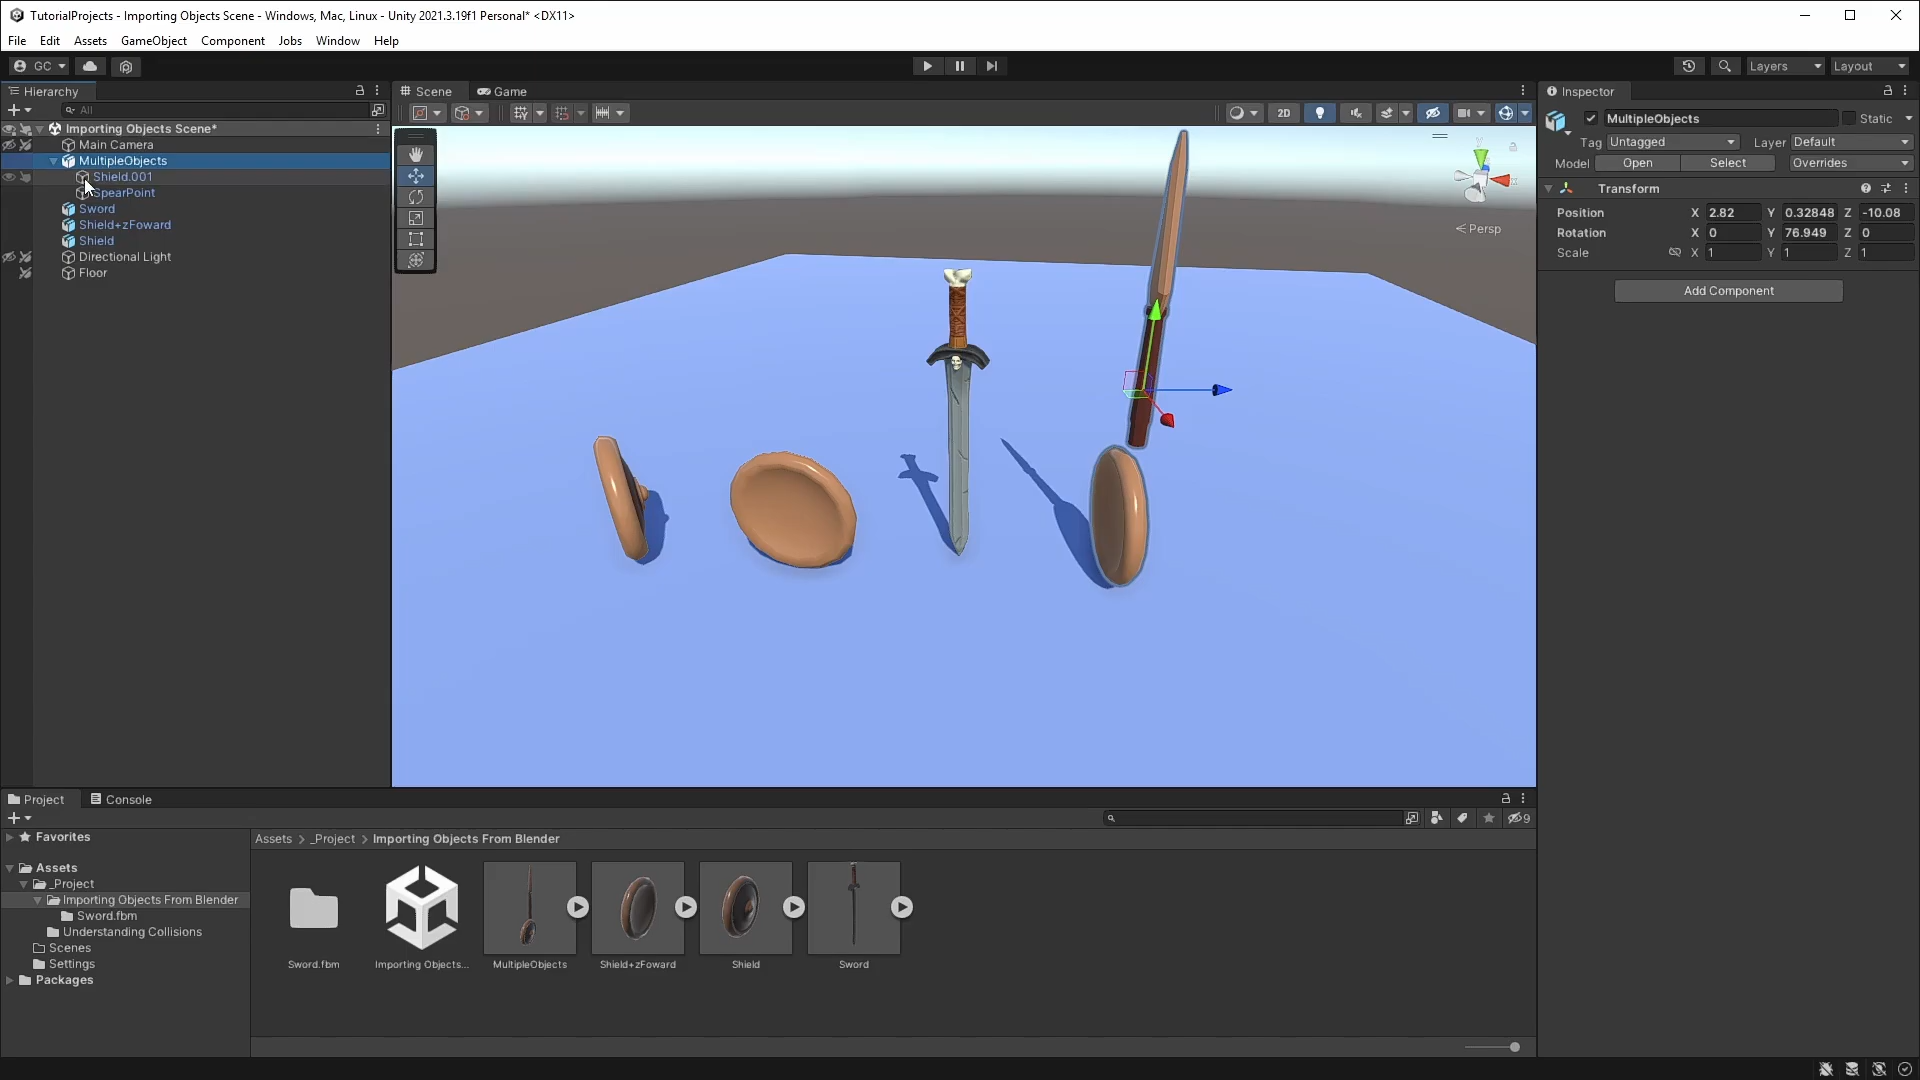 TutorialProjects - Importing Objects Scene - Windows, Mac, Linux - Unity 2021.3.19f1 Personal* <DX11>
File Edit Assets GameObject Component Jobs Window Help
GC Layers Layout
Hierarchy
All
Importing Objects Scene*
Main Camera
MultipleObjects
Shield.001
SpearPoint
Sword
Shield+zFoward
Shield
Directional Light
Floor
Scene Game
2D
y
x
Persp
Inspector
MultipleObjects Static
Tag Untagged Layer Default
Model Open Select Overrides
Transform
Position X 2.82 Y 0.32848 Z -10.08
Rotation X 0 Y 76.949 Z 0
Scale X 1 Y 1 Z 1
Add Component
Project Console
9
Favorites
Assets
_Project
Importing Objects From Blender
Sword.fbm
Understanding Collisions
Scenes
Settings
Packages
Assets > _Project > Importing Objects From Blender
Sword.fbm Importing Objects... MultipleObjects Shield+zFoward Shield Sword